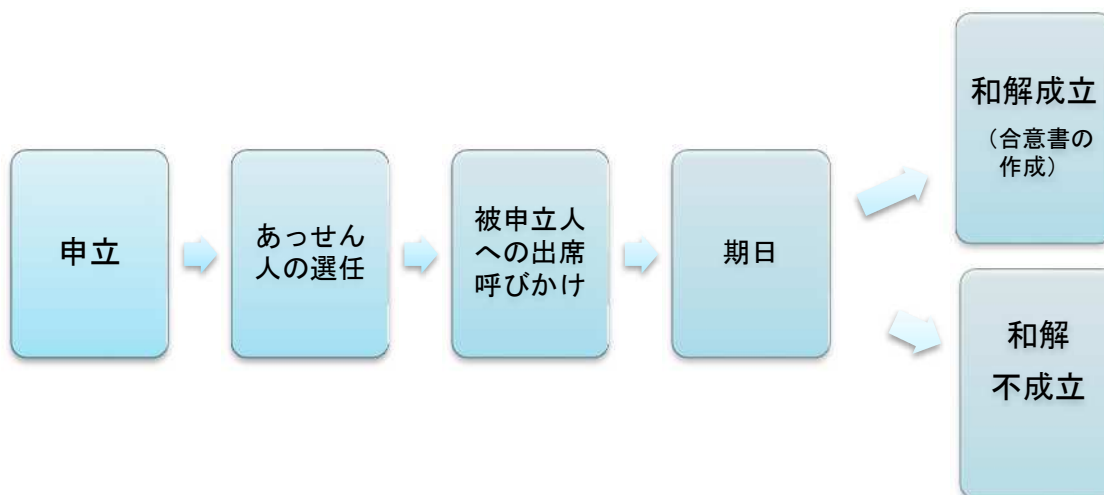 申立
あっせん
人の選任
被申立人
への出席
呼びかけ
期日
和解成立
（合意書の
作成）
和解
不成立